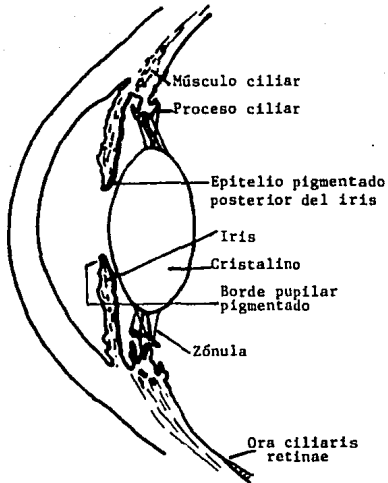 Músculo ciliar
Proceso ciliar
Epitelio pigmentado
posterior del iris
Iris
Cristalino
Borde pupilar
pigmentado
Zónula
Ora ciliaris
retinae